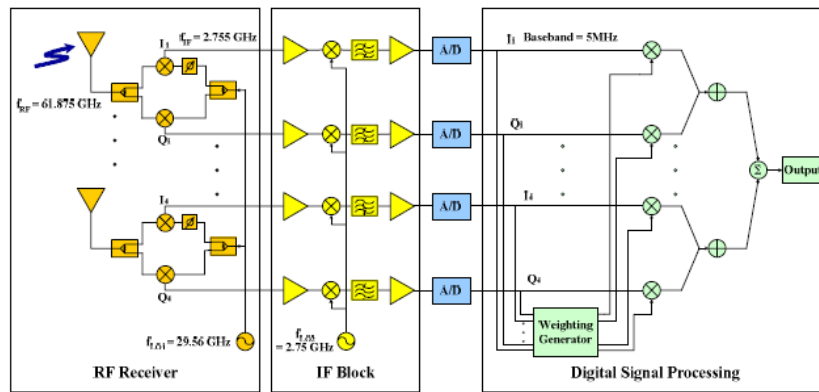 f_IF = 2.755 GHz
I_1
f_RF = 61.875 GHz
Q_1
I_4
Q_4
f_LO1 = 29.56 GHz
RF Receiver
f_LO2 = 2.75 GHz
IF Block
A/D
A/D
A/D
A/D
I_1 Baseband = 5MHz
Q_1
I_4
Q_4
Weighting Generator
Σ
Output
Digital Signal Processing